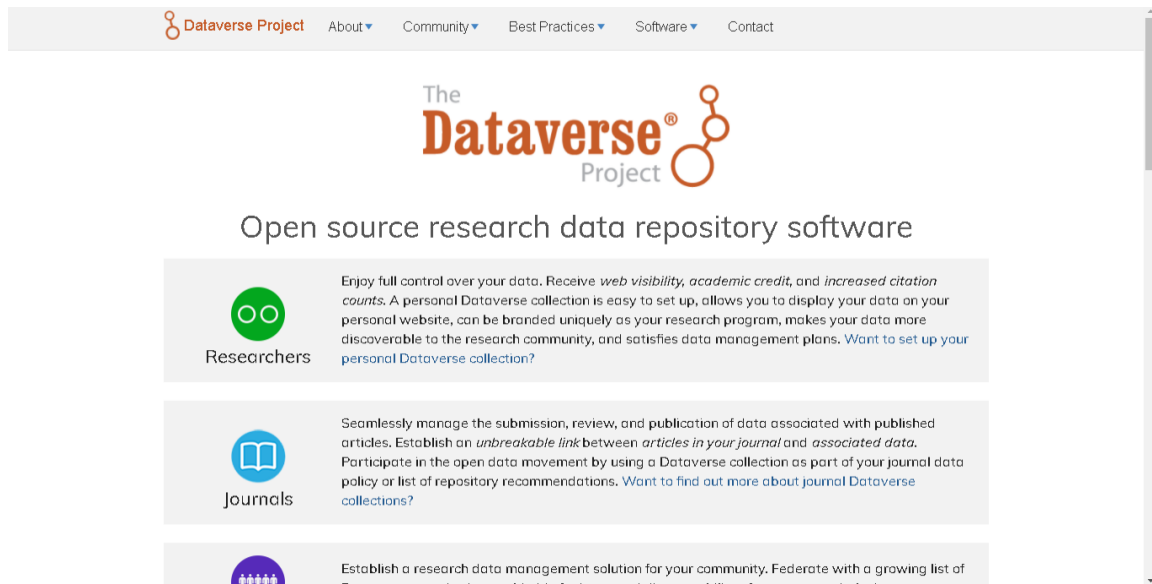 Dataverse Project About Community Best Practices Software Contact
The
Dataverse®
Project
Open source research data repository software
Enjoy full control over your data. Receive web visibility, academic credit, and increased citation
counts. A personal Dataverse collection is easy to set up, allows you to display your data on your
personal website, can be branded uniquely as your research program, makes your data more
discoverable to the research community, and satisfies data management plans. Want to set up your
personal Dataverse collection?
Researchers
Seamlessly manage the submission, review, and publication of data associated with published
articles. Establish an unbreakable link between articles in your journal and associated data.
Participate in the open data movement by using a Dataverse collection as part of your journal data
policy or list of repository recommendations. Want to find out more about journal Dataverse
collections?
Journals
Establish a research data management solution for your community. Federate with a growing list of